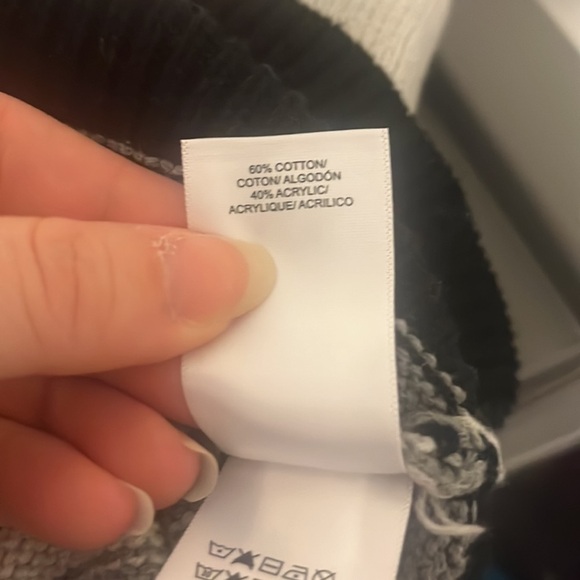 60% COTTON/
COTON/ ALGODÓN
40% ACRYLIC/
ACRYLIQUE/ ACRILICO